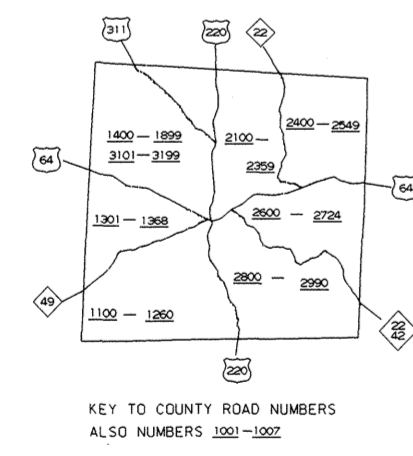 311
220
22
1400 — 1899
3101 — 3199
2100 —
2359
2400 — 2549
64
64
1301 — 1368
2600 — 2724
2800 —
2990
49
1100 — 1260
22
42
220
KEY TO COUNTY ROAD NUMBERS
ALSO NUMBERS 1001—1007